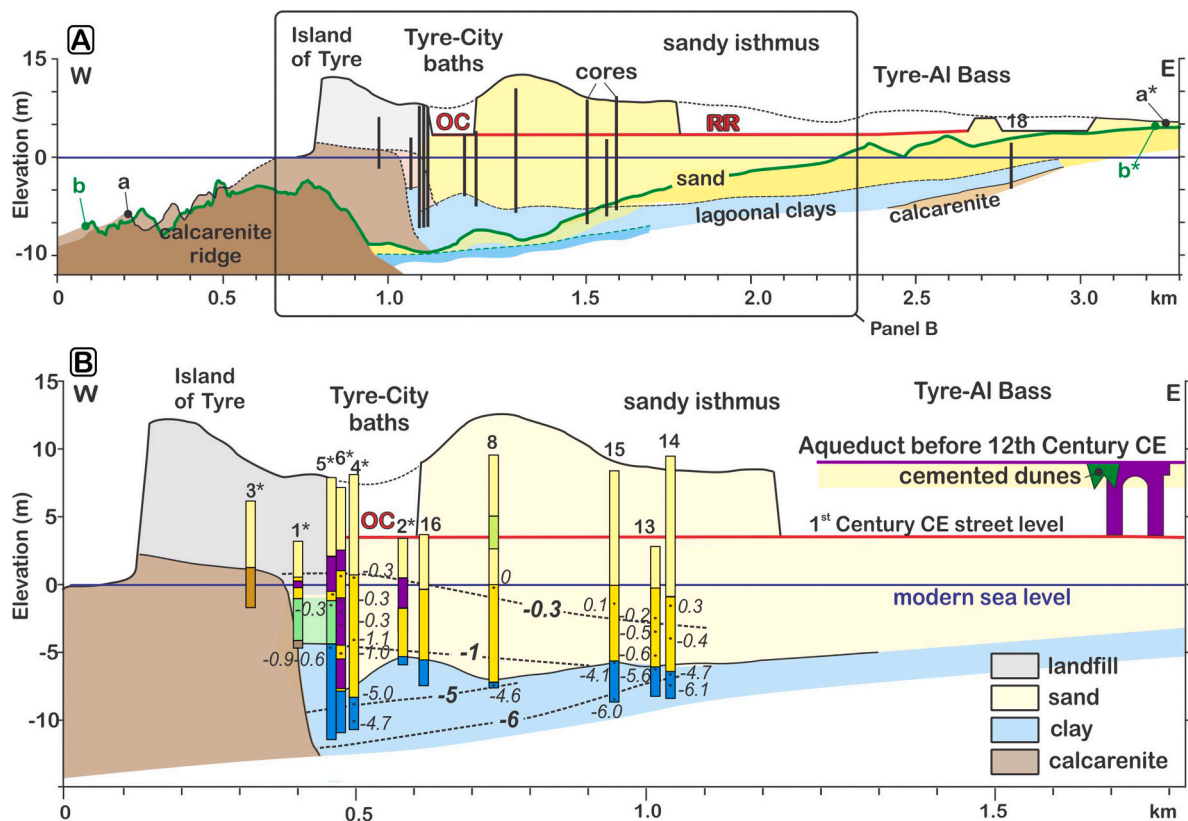 A
W
Island
of Tyre
Tyre-City
baths
sandy isthmus
cores
Tyre-Al Bass
E
a*
b*
18
OC
RR
Elevation (m)
15
0
-10
b
a
calcarenite
ridge
sand
lagoonal clays
calcarenite
0
0.5
1.0
1.5
2.0
2.5
3.0
km
Panel B
B
W
Island
of Tyre
Tyre-City
baths
sandy isthmus
Tyre-Al Bass
E
Aqueduct before 12th Century CE
cemented dunes
1st Century CE street level
modern sea level
Elevation (m)
15
10
5
0
-5
-10
3*
1*
5*
6*
4*
OC
2*
16
8
15
13
14
-0.3
-0.3
-0.3
-0.3
-1.1
-1.0
-0.9
-0.6
-5.0
-4.7
0
-0.3
-1
-5
-6
-4.6
0.1
-0.2
-0.5
-0.6
0.3
-0.4
-4.1
-5.6
-4.7
-6.1
-6.0
landfill
sand
clay
calcarenite
0
0.5
1.0
1.5
km